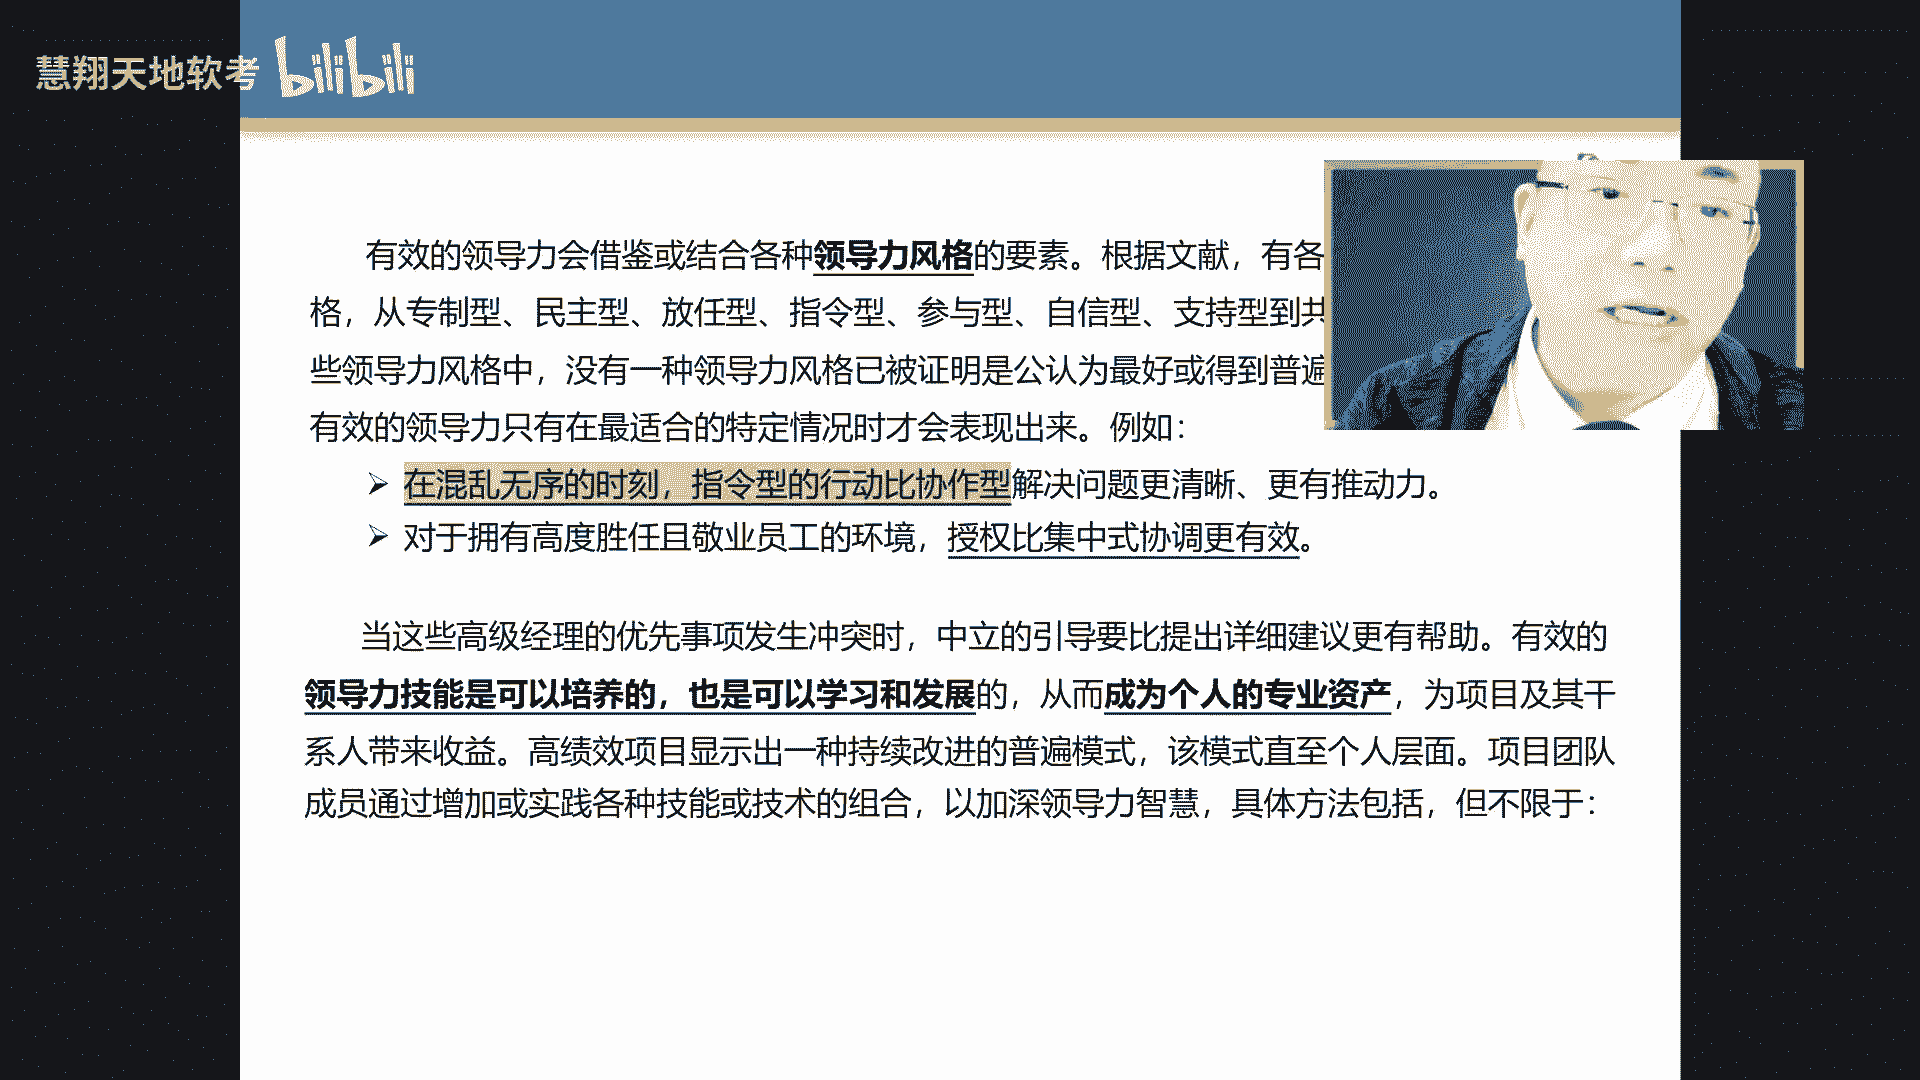 慧翔天地软考 bilibili
有效的领导力会借鉴或结合各种领导力风格的要素。根据文献，有各
格，从专制型、民主型、放任型、指令型、参与型、自信型、支持型到共
些领导力风格中，没有一种领导力风格已被证明是公认为最好或得到普遍
有效的领导力只有在最适合的特定情况时才会表现出来。例如：
➢ 在混乱无序的时刻，指令型的行动比协作型解决问题更清晰、更有推动力。
➢ 对于拥有高度胜任且敬业员工的环境，授权比集中式协调更有效。
当这些高级经理的优先事项发生冲突时，中立的引导要比提出详细建议更有帮助。有效的
领导力技能是可以培养的，也是可以学习和发展的，从而成为个人的专业资产，为项目及其干
系人带来收益。高绩效项目显示出一种持续改进的普遍模式，该模式直至个人层面。项目团队
成员通过增加或实践各种技能或技术的组合，以加深领导力智慧，具体方法包括，但不限于：